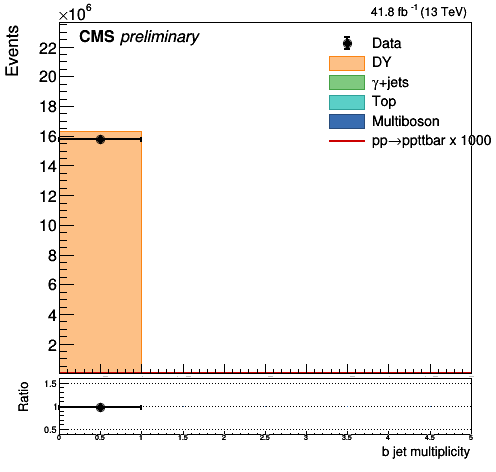 ×10⁶
41.8 fb⁻¹ (13 TeV)
Events
CMS preliminary
Data
DY
γ+jets
Top
Multiboson
pp→ppttbar x 1000
22
20
18
16
14
12
10
8
6
4
2
Ratio
1.5
1
0.5
0 0.5 1 1.5 2 2.5 3 3.5 4 4.5 5
b jet multiplicity